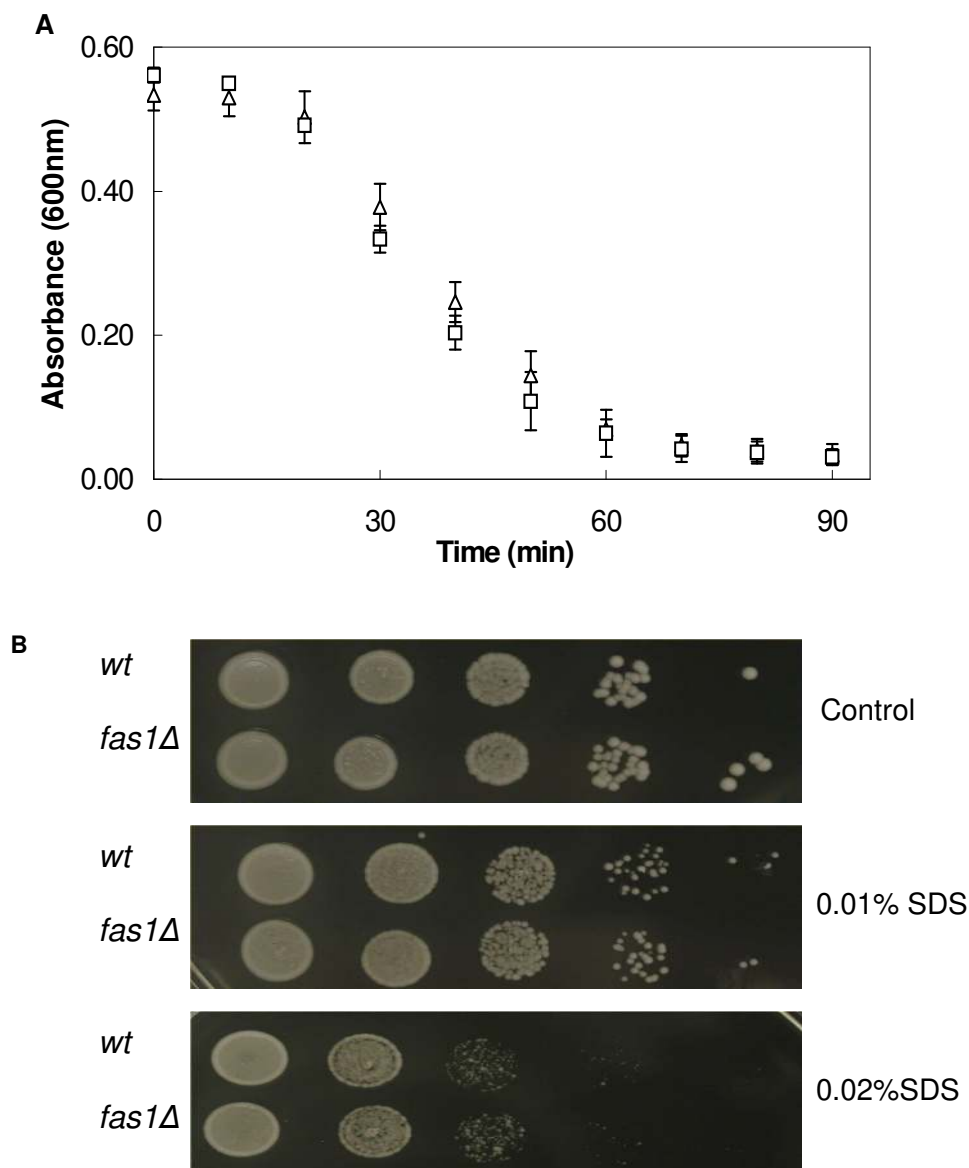 A
0.60
0.40
0.20
0.00
Absorbance (600nm)
0 30 60 90
Time (min)
B
wt
fas1Δ
Control
wt
fas1Δ
0.01% SDS
wt
fas1Δ
0.02%SDS